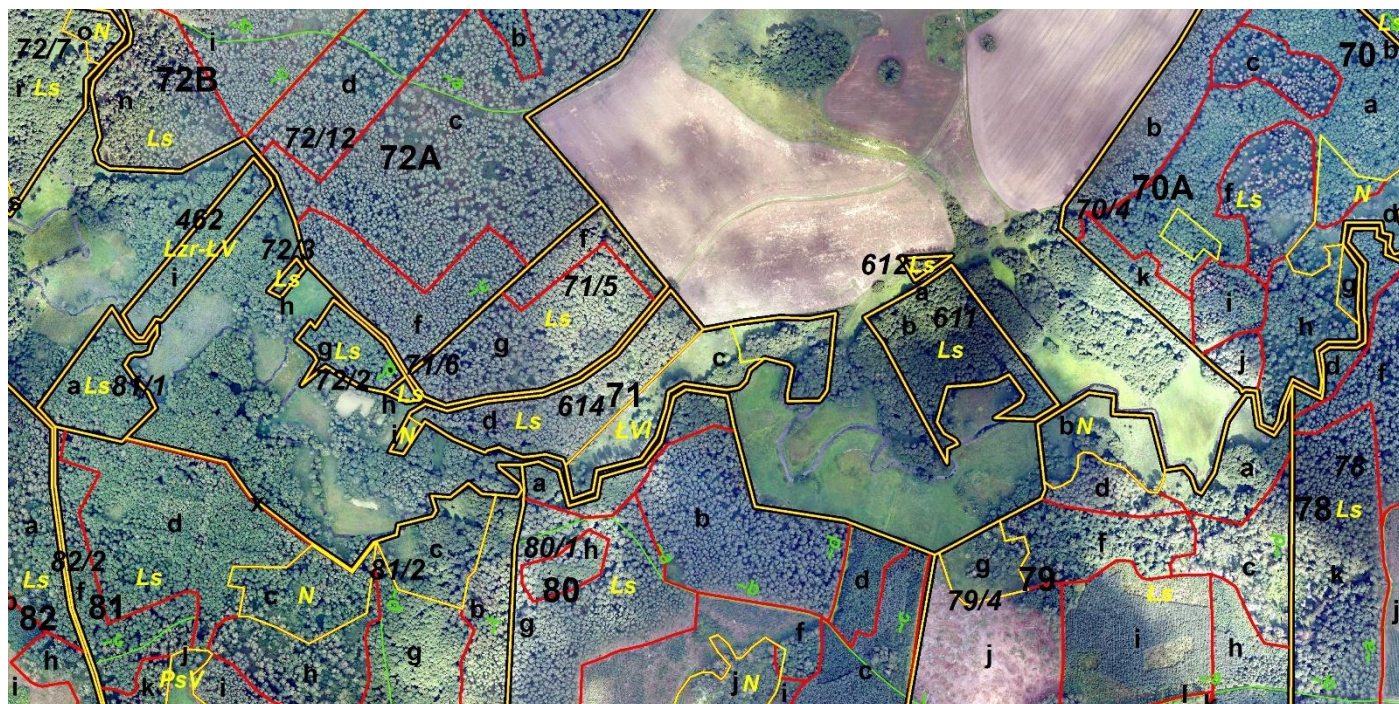 N
72/7
r
Ls
n
72B
Ls
i
d
b
72/12
72A
c
s
462
Lzr-ŁV
i
72/3
Ls
h
g
Ls
72/2
h
Ls
71/6
a
Ls
81/1
f
71/5
Ls
f
g
d
Ls
614
71
ŁVI
c
j
N
612
Ls
a
b
611
Ls
b
70/4
70A
c
f
Ls
k
i
j
h
70
Ls
b
a
N
d
g
d
f
b
N
a
d
78
78
Ls
f
c
k
a
82/2
Ls
82
f
81
d
Ls
x
c
N
81/2
c
b
g
h
i
j
PsV
k
i
h
a
80/1
h
80
Ls
g
b
d
f
j
N
i
c
g
79/4
79
j
Ls
i
h
j
l